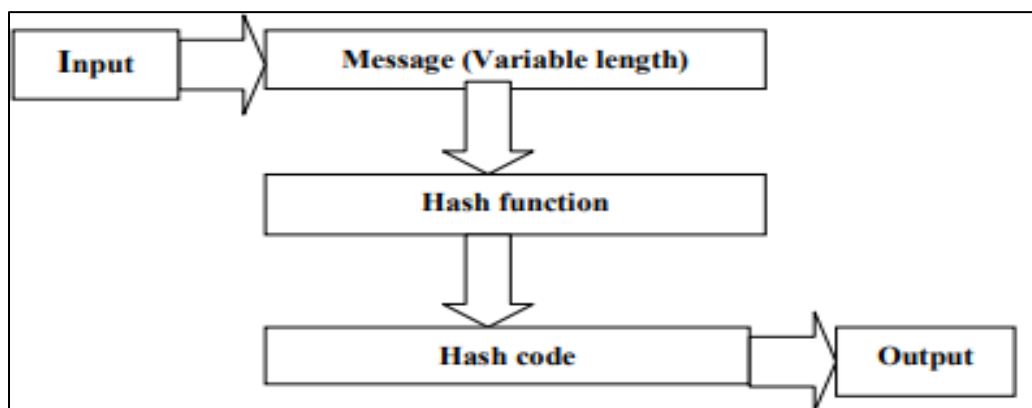 Input
Message (Variable length)
Hash function
Hash code
Output